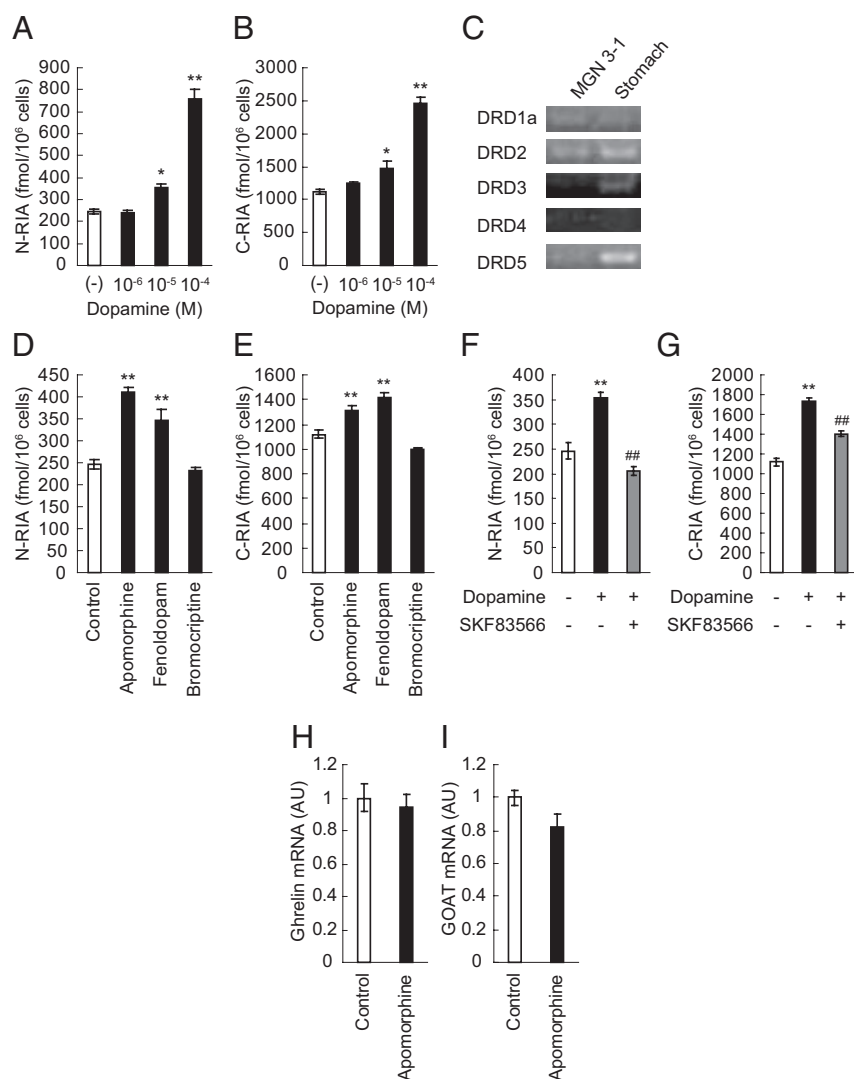 A
N-RIA (fmol/10⁶ cells)
900
800
700
600
500
400
300
200
100
0
*
**
(-) 10⁻⁶ 10⁻⁵ 10⁻⁴
Dopamine (M)
B
C-RIA (fmol/10⁶ cells)
3000
2500
2000
1500
1000
500
0
*
**
(-) 10⁻⁶ 10⁻⁵ 10⁻⁴
Dopamine (M)
C
MGN 3-1
Stomach
DRD1a
DRD2
DRD3
DRD4
DRD5
D
N-RIA (fmol/10⁶ cells)
450
400
350
300
250
200
150
100
50
0
**
**
Control
Apomorphine
Fenoldopam
Bromocriptine
E
C-RIA (fmol/10⁶ cells)
1600
1400
1200
1000
800
600
400
200
0
**
**
Control
Apomorphine
Fenoldopam
Bromocriptine
F
N-RIA (fmol/10⁶ cells)
400
350
300
250
200
150
100
50
0
**
##
Dopamine - + +
SKF83566 - - +
G
C-RIA (fmol/10⁶ cells)
2000
1800
1600
1400
1200
1000
800
600
400
200
0
**
##
Dopamine - + +
SKF83566 - - +
H
Ghrelin mRNA (AU)
1.2
1
0.8
0.6
0.4
0.2
0
Control
Apomorphine
I
GOAT mRNA (AU)
1.2
1
0.8
0.6
0.4
0.2
0
Control
Apomorphine